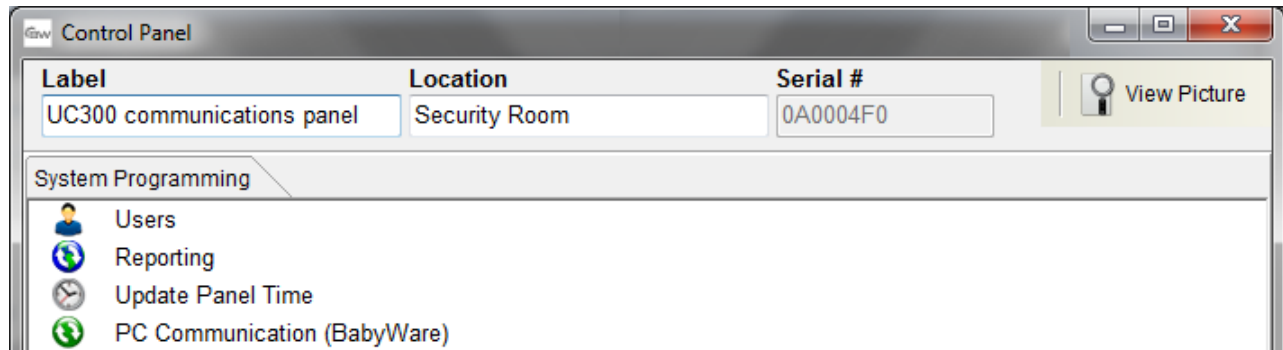 Control Panel
Label Location Serial #
UC300 communications panel Security Room 0A0004F0 View Picture
System Programming
Users
Reporting
Update Panel Time
PC Communication (BabyWare)